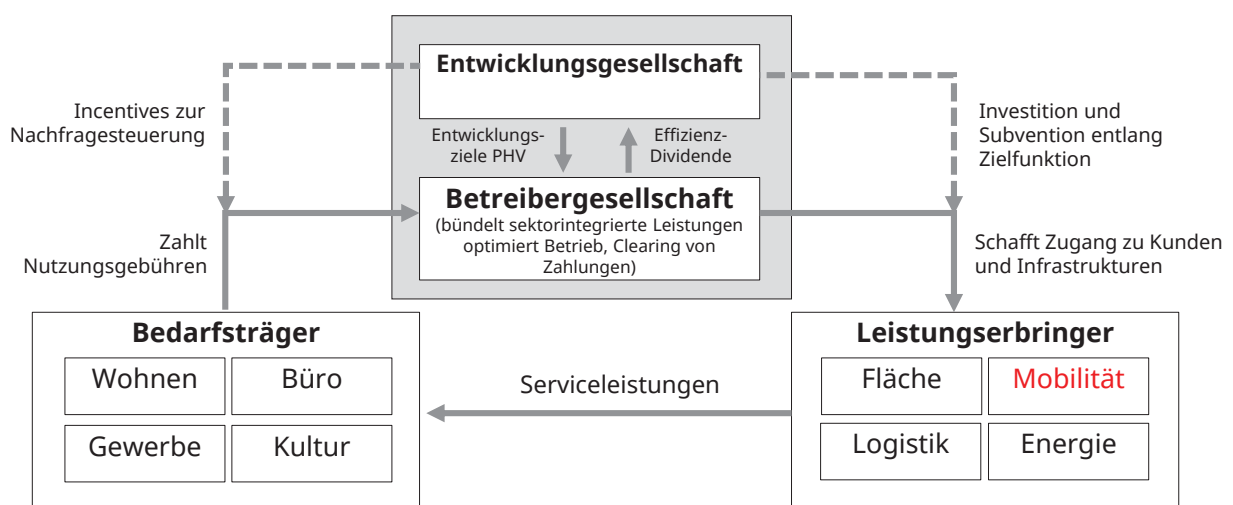 Entwicklungsgesellschaft
Incentives zur
Nachfragesteuerung
Entwicklungs-
ziele PHV
Effizienz-
Dividende
Investition und
Subvention entlang
Zielfunktion
Betreibergesellschaft
(bündelt sektorintegrierte Leistungen
optimiert Betrieb, Clearing von
Zahlungen)
Zahlt
Nutzungsgebühren
Schafft Zugang zu Kunden
und Infrastrukturen
Bedarfsträger
Wohnen
Büro
Gewerbe
Kultur
Serviceleistungen
Leistungserbringer
Fläche
Mobilität
Logistik
Energie